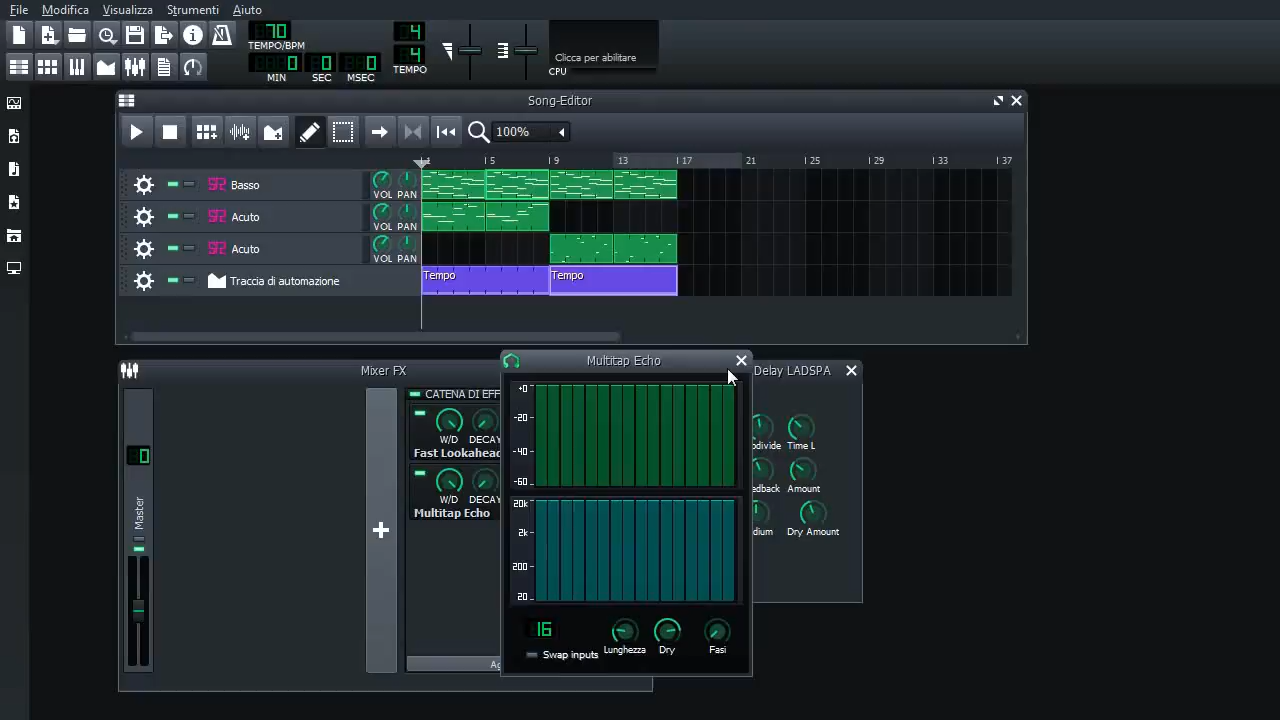 File Modifica Visualizza Strumenti Aiuto
70
TEMPO/BPM
0 0 0
MIN SEC MSEC
4
4
TEMPO
Clicca per abilitare
CPU
Song-Editor
100%
1 5 9 13 17 21 25 29 33 37
Basso VOL PAN
Acuto VOL PAN
Acuto VOL PAN
Traccia di automazione Tempo Tempo
Mixer FX
0
Master
CATENA DI EFF
W/D DECAY
Fast Lookahead
W/D DECAY
Multitap Echo
Multitap Echo
+0
-20
-40
-60
20k
2k
200
20
16
Swap inputs
Lunghezza Dry Fasi
Delay LADSPA
Time L
Amount
Dry Amount